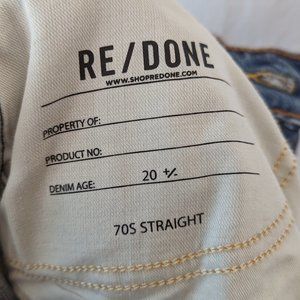 RE/DONE
WWW.SHOPREDONE.COM
PROPERTY OF:
PRODUCT NO:
DENIM AGE: 20 +/-
70S STRAIGHT